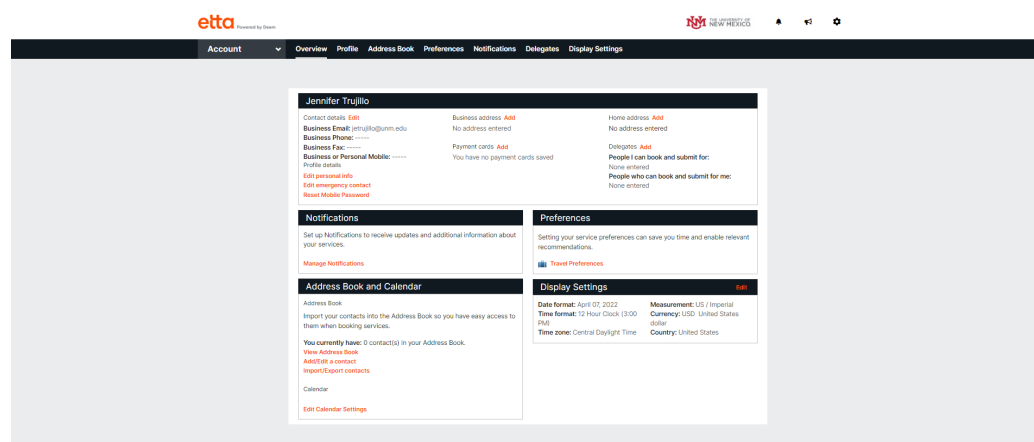 etta Powered by Deem
THE UNIVERSITY OF
NEW MEXICO
Account Overview Profile Address Book Preferences Notifications Delegates Display Settings
Jennifer Trujillo
Contact details Edit
Business Email: jetrujillo@unm.edu
Business Phone: -----
Business Fax: -----
Business or Personal Mobile: -----
Profile details
Edit personal info
Edit emergency contact
Reset Mobile Password
Business address Add
No address entered
Payment cards Add
You have no payment cards saved
Home address Add
No address entered
Delegates Add
People I can book and submit for:
None entered
People who can book and submit for me:
None entered
Notifications
Set up Notifications to receive updates and additional information about
your services.
Manage Notifications
Preferences
Setting your service preferences can save you time and enable relevant
recommendations.
Travel Preferences
Address Book and Calendar
Address Book
Import your contacts into the Address Book so you have easy access to
them when booking services.
You currently have: 0 contact(s) in your Address Book.
View Address Book
Add/Edit a contact
Import/Export contacts
Calendar
Edit Calendar Settings
Display Settings Edit
Date format: April 07, 2022
Time format: 12 Hour Clock (3:00
PM)
Time zone: Central Daylight Time
Measurement: US / Imperial
Currency: USD United States
dollar
Country: United States